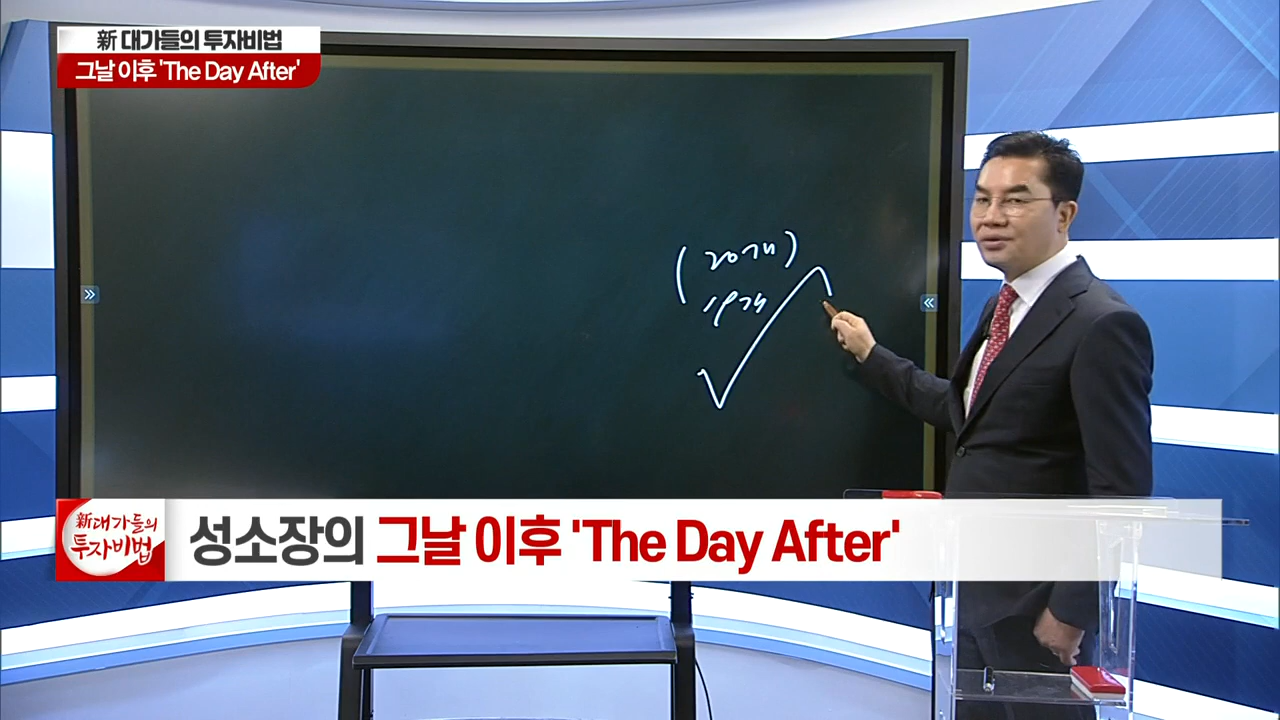 新 대가들의 투자비법
그날 이후 'The Day After'
(20개)
19개
新 대가들의
투자비법
성소장의 그날 이후 'The Day After'